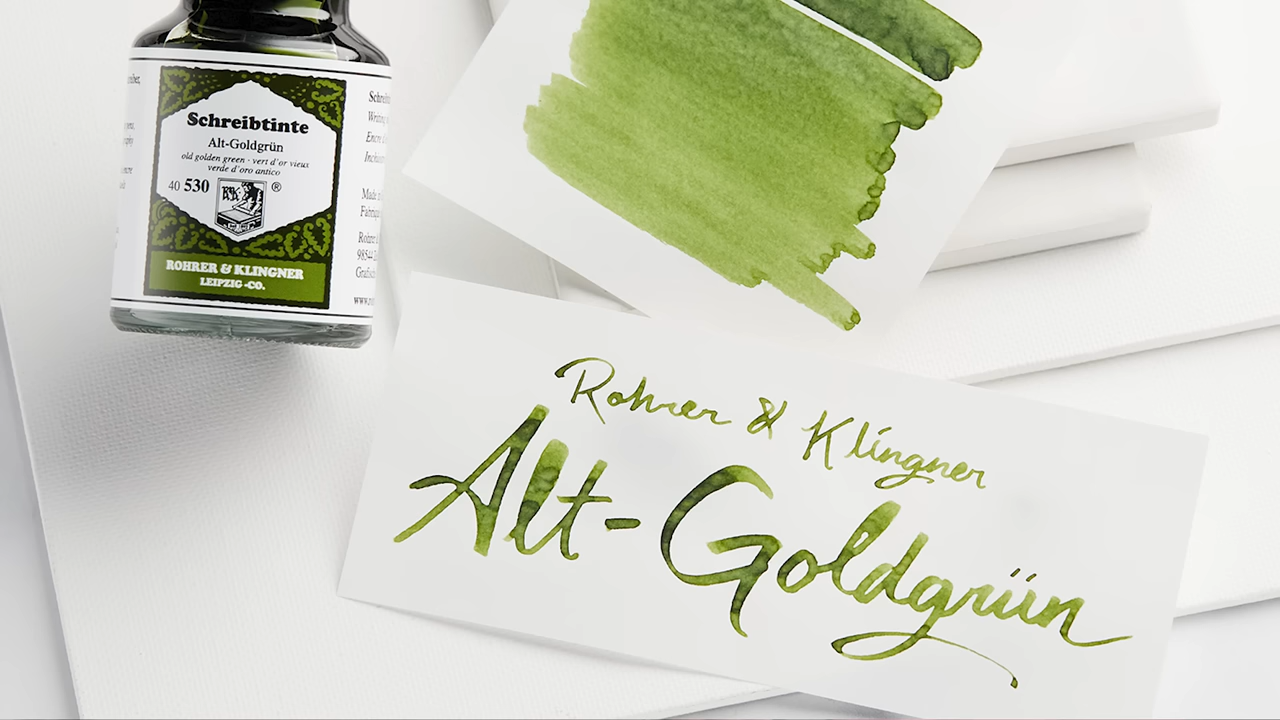 Schreibtinte
Alt-Goldgrün
old golden green · vert d'or vieux
verde d'oro antico
40 530 ®
ROHRER & KLINGNER
LEIPZIG -CO.
Rohrer & Klingner
Alt-Goldgrün